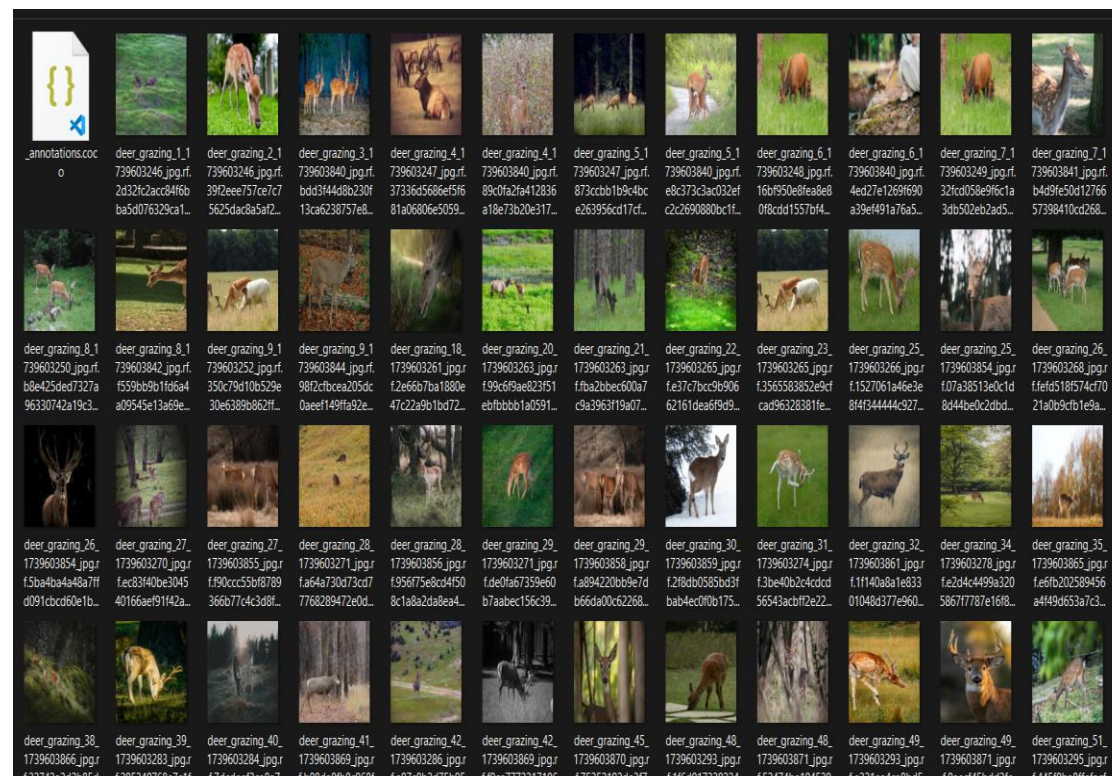 _annotations.coc
o
deer_grazing_1_1
739603246_jpg.rf.
2d32fc2acc84f6b
ba5d076329ca1...
deer_grazing_2_1
739603246_jpg.rf.
39f2eee757ce7c7
5625dac8a5af2...
deer_grazing_3_1
739603840_jpg.rf.
bdd3f44d8b230f
13ca6238757e8...
deer_grazing_4_1
739603247_jpg.rf.
37336d5686ef5f6
81a06806e5059...
deer_grazing_4_1
739603840_jpg.rf.
89c0fa2fa412836
a18e73b20e317...
deer_grazing_5_1
739603247_jpg.rf.
873ccbb1b9c4bc
e263956cd17cf...
deer_grazing_5_1
739603840_jpg.rf.
e8c373c3ac032ef
c2c2690880bc1f...
deer_grazing_6_1
739603248_jpg.rf.
16bf950e8fea8e8
0f8cdd1557bf4...
deer_grazing_6_1
739603840_jpg.rf.
4ed27e1269f690
a39ef491a76a5...
deer_grazing_7_1
739603249_jpg.rf.
32fcd058e9f6c1a
3db502eb2ad5...
deer_grazing_7_1
739603841_jpg.rf.
b4d9fe50d12766
57398410cd268...
deer_grazing_8_1
739603250_jpg.rf.
b8e425ded7327a
96330742a19c3...
deer_grazing_8_1
739603842_jpg.rf.
f559bb9b1fd6a4
a09545e13a69e...
deer_grazing_9_1
739603252_jpg.rf.
350c79d10b529e
30e6389b862ff...
deer_grazing_9_1
739603844_jpg.rf.
98f2cfbcea205dc
0aeef149ffa92e...
deer_grazing_18_
1739603261_jpg.r
f.2e66b7ba1880e
47c22a9b1bd72...
deer_grazing_20_
1739603263_jpg.r
f.99c6f9ae823f51
ebfbbbb1a0591...
deer_grazing_21_
1739603265_jpg.r
f.fba2bbec600a7
c9a3963f19a07...
deer_grazing_22_
1739603265_jpg.r
f.e37c7bcc9b906
62161dea6f9d9...
deer_grazing_23_
1739603265_jpg.r
f.3565583852e9cf
cad96328381fe...
deer_grazing_25_
1739603266_jpg.r
f.1527061a46e3e
8f4f344444c927...
deer_grazing_25_
1739603854_jpg.r
f.07a38513e0c1d
8d44be0c2dbd...
deer_grazing_26_
1739603268_jpg.r
f.fefd518f574cf70
21a0b9cfb1e9a...
deer_grazing_26_
1739603854_jpg.r
f.5ba4ba4a48a7ff
d091cbcd60e1b...
deer_grazing_27_
1739603270_jpg.r
f.ec83f40be3045
40166aef91f42a...
deer_grazing_27_
1739603855_jpg.r
f.f90ccc55bf8789
366b77c4c3d8f...
deer_grazing_28_
1739603271_jpg.r
f.a64a730d73cd7
7768289472e0d...
deer_grazing_28_
1739603856_jpg.r
f.956f75e8cd4f50
8c1a8a2da8ea4...
deer_grazing_29_
1739603271_jpg.r
f.de0fa67359e60
b7aabec156c39...
deer_grazing_29_
1739603858_jpg.r
f.a894220bb9e7d
b66da00c62268...
deer_grazing_30_
1739603859_jpg.r
f.2f8db0585bd3f
bab4ec0f0b175...
deer_grazing_31_
1739603274_jpg.r
f.3be40b2c4cdcd
56543acbff2e22...
deer_grazing_32_
1739603861_jpg.r
f.1f140a8a1e833
01048d377e960...
deer_grazing_34_
1739603278_jpg.r
f.e2d4c4499a320
5867f7787e16f8...
deer_grazing_35_
1739603865_jpg.r
f.e6fb202589456
a4f49d653a7c3...
deer_grazing_38_
1739603866_jpg.r
deer_grazing_39_
1739603283_jpg.r
deer_grazing_40_
1739603284_jpg.r
deer_grazing_41_
1739603869_jpg.r
deer_grazing_42_
1739603286_jpg.r
deer_grazing_42_
1739603869_jpg.r
deer_grazing_45_
1739603870_jpg.r
deer_grazing_48_
1739603293_jpg.r
deer_grazing_48_
1739603871_jpg.r
deer_grazing_49_
1739603293_jpg.r
deer_grazing_49_
1739603871_jpg.r
deer_grazing_51_
1739603295_jpg.r